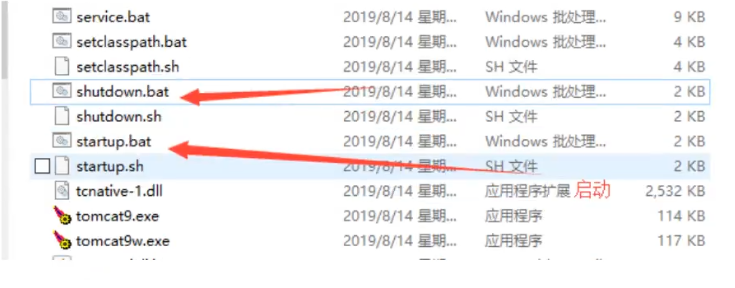 service.bat 2019/8/14 星期... Windows 批处理... 9 KB
setclasspath.bat 2019/8/14 星期... Windows 批处理... 4 KB
setclasspath.sh 2019/8/14 星期... SH 文件 4 KB
shutdown.bat 2019/8/14 星期... Windows 批处理... 2 KB
shutdown.sh 2019/8/14 星期... SH 文件 2 KB
startup.bat 2019/8/14 星期... Windows 批处理... 2 KB
startup.sh 2019/8/14 星期... SH 文件 2 KB
tcnative-1.dll 2019/8/14 星期... 应用程序扩展 启动 2,532 KB
tomcat9.exe 2019/8/14 星期... 应用程序 114 KB
tomcat9w.exe 2019/8/14 星期... 应用程序 117 KB